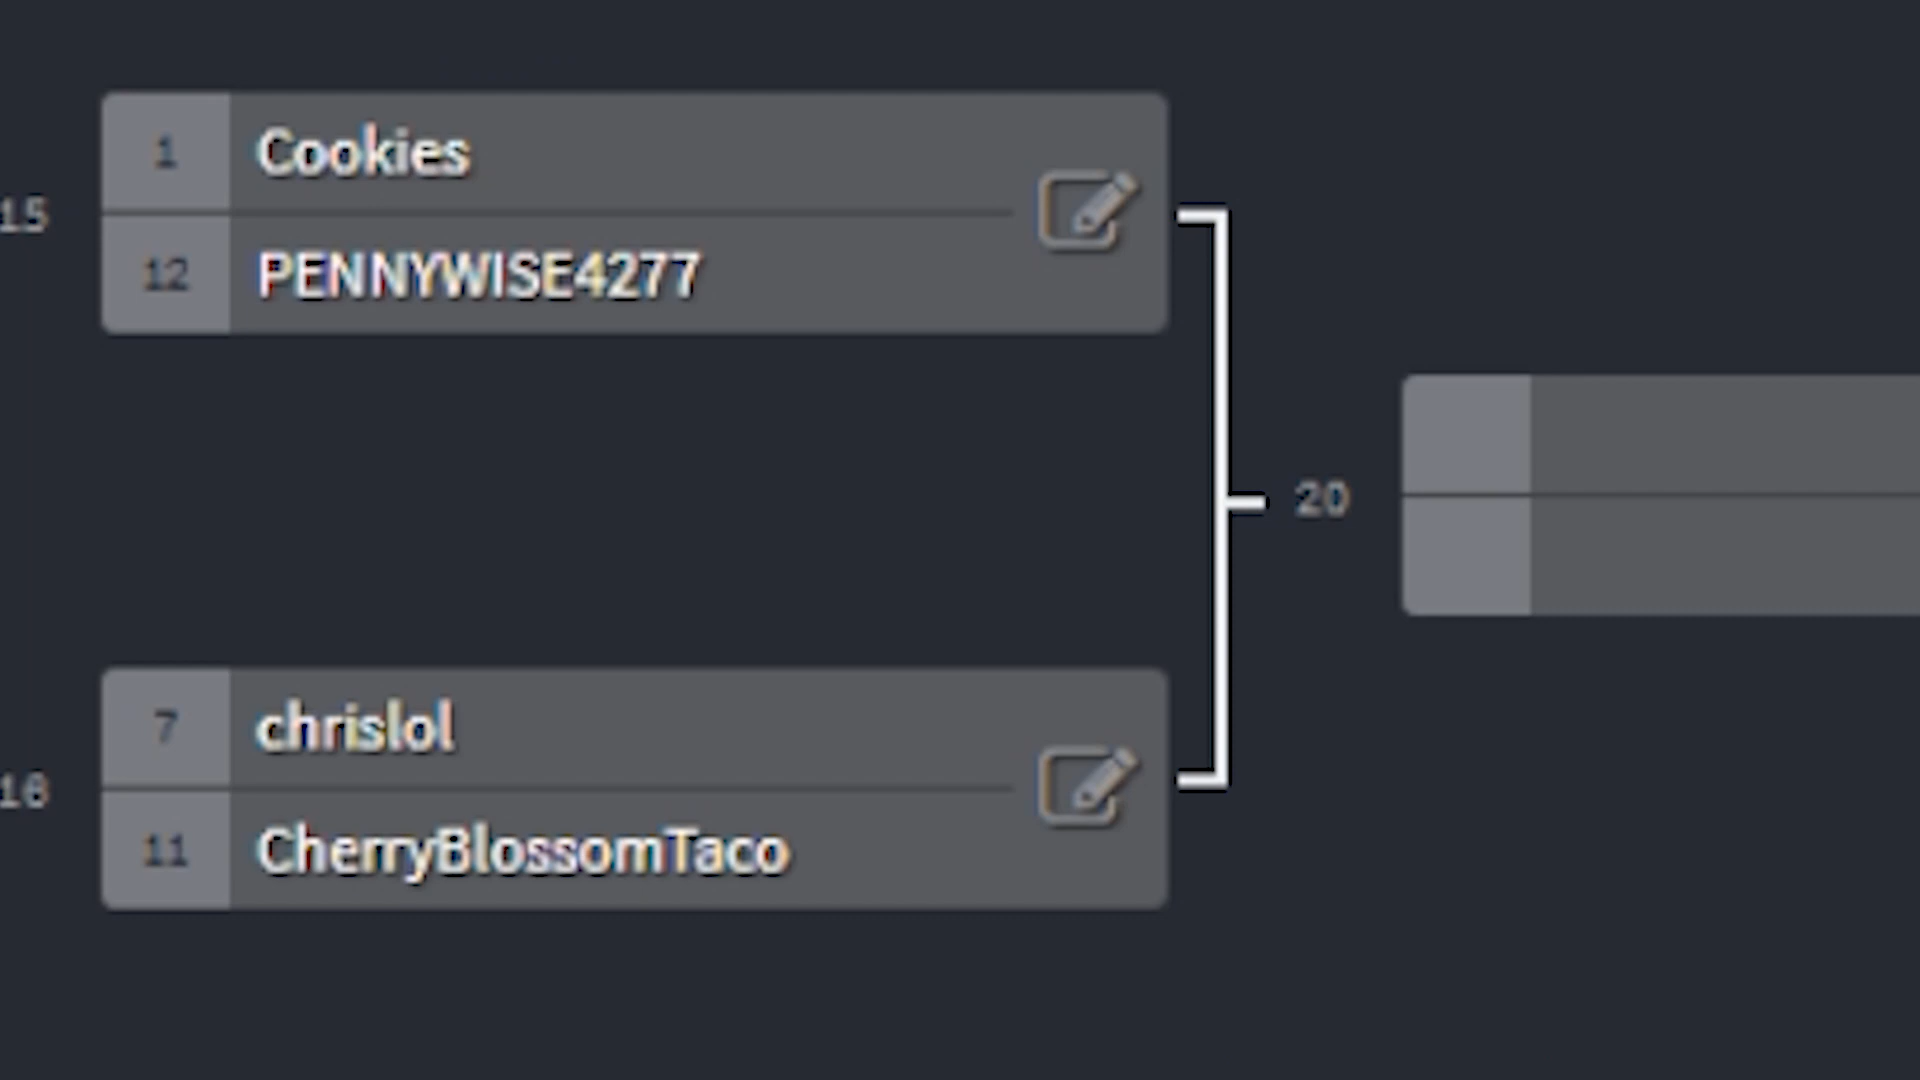 15
1 Cookies
12 PENNYWISE4277
20
7 chrislol
16
11 CherryBlossomTaco